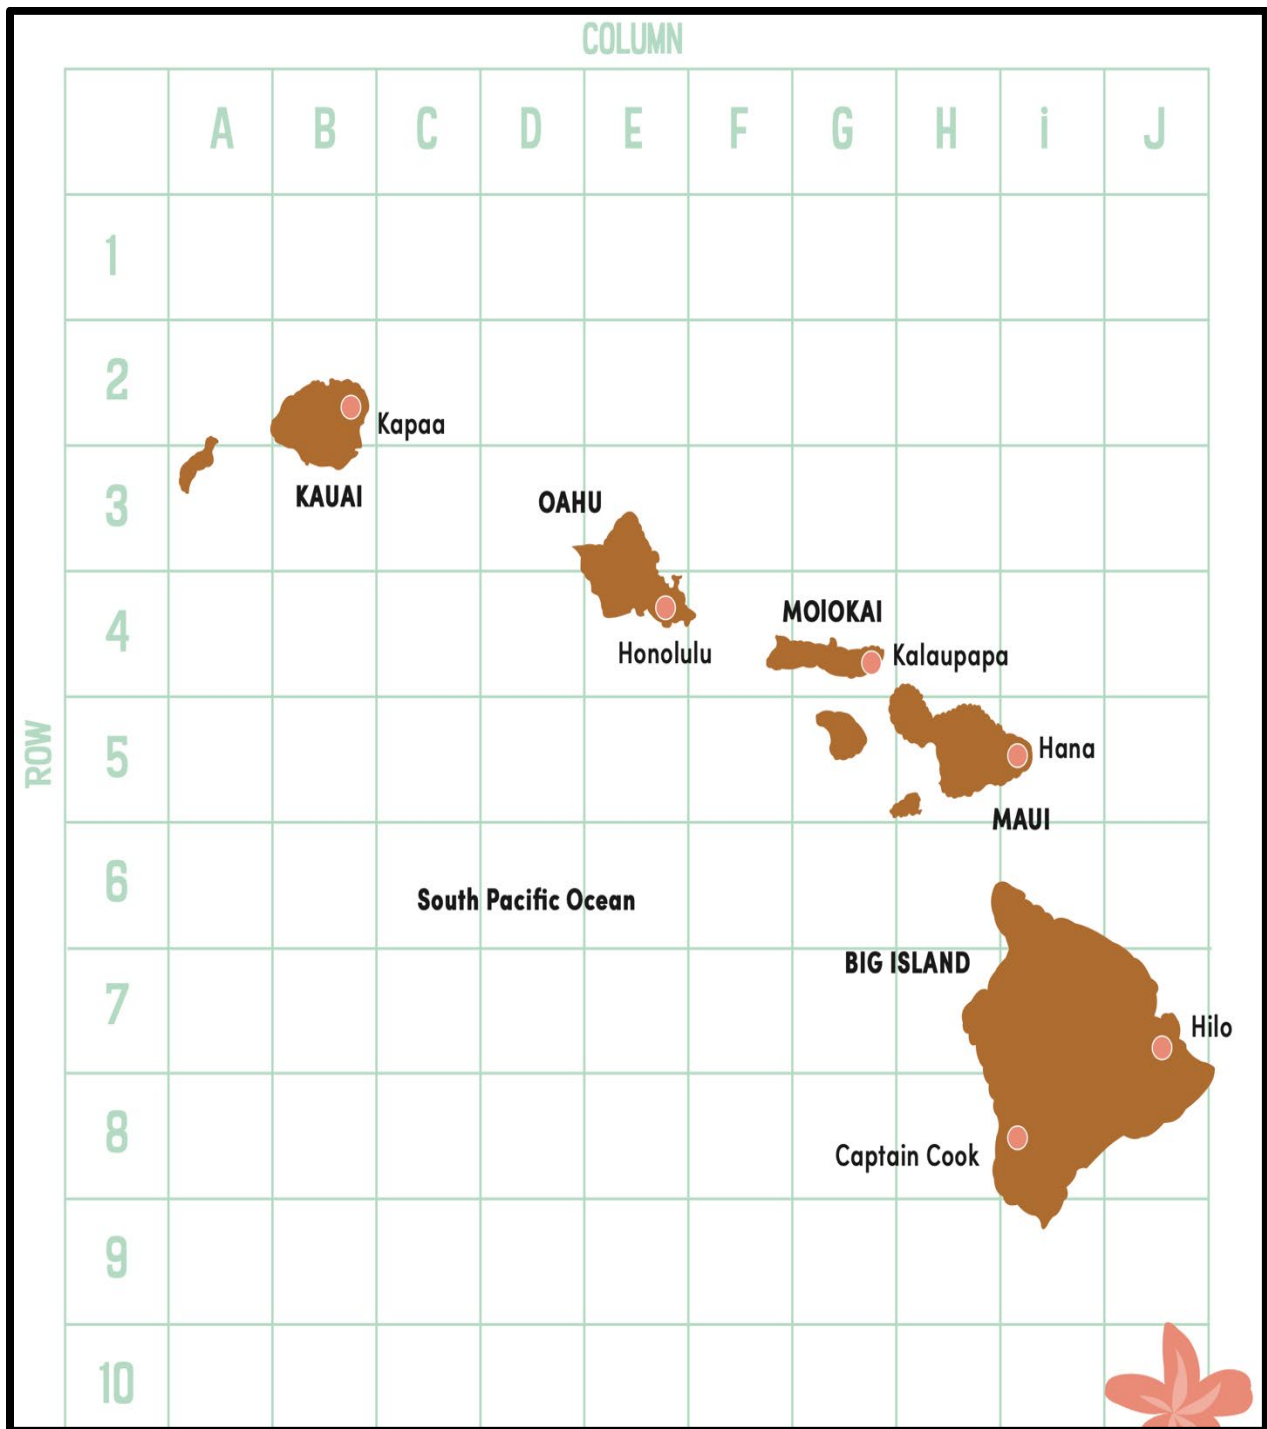 COLUMN
A B C D E F G H i J
1
2
Kapaa
3
KAUAI
OAHU
4
MOlOKAI
Honolulu
Kalaupapa
ROW
5
Hana
MAUI
6
South Pacific Ocean
BIG ISLAND
7
Hilo
8
Captain Cook
9
10